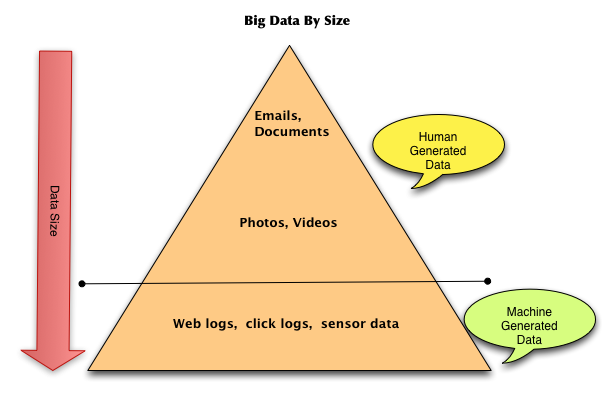 Big Data By Size
Emails,
Documents
Human
Generated
Data
Data Size
Photos, Videos
Web logs, click logs, sensor data
Machine
Generated
Data